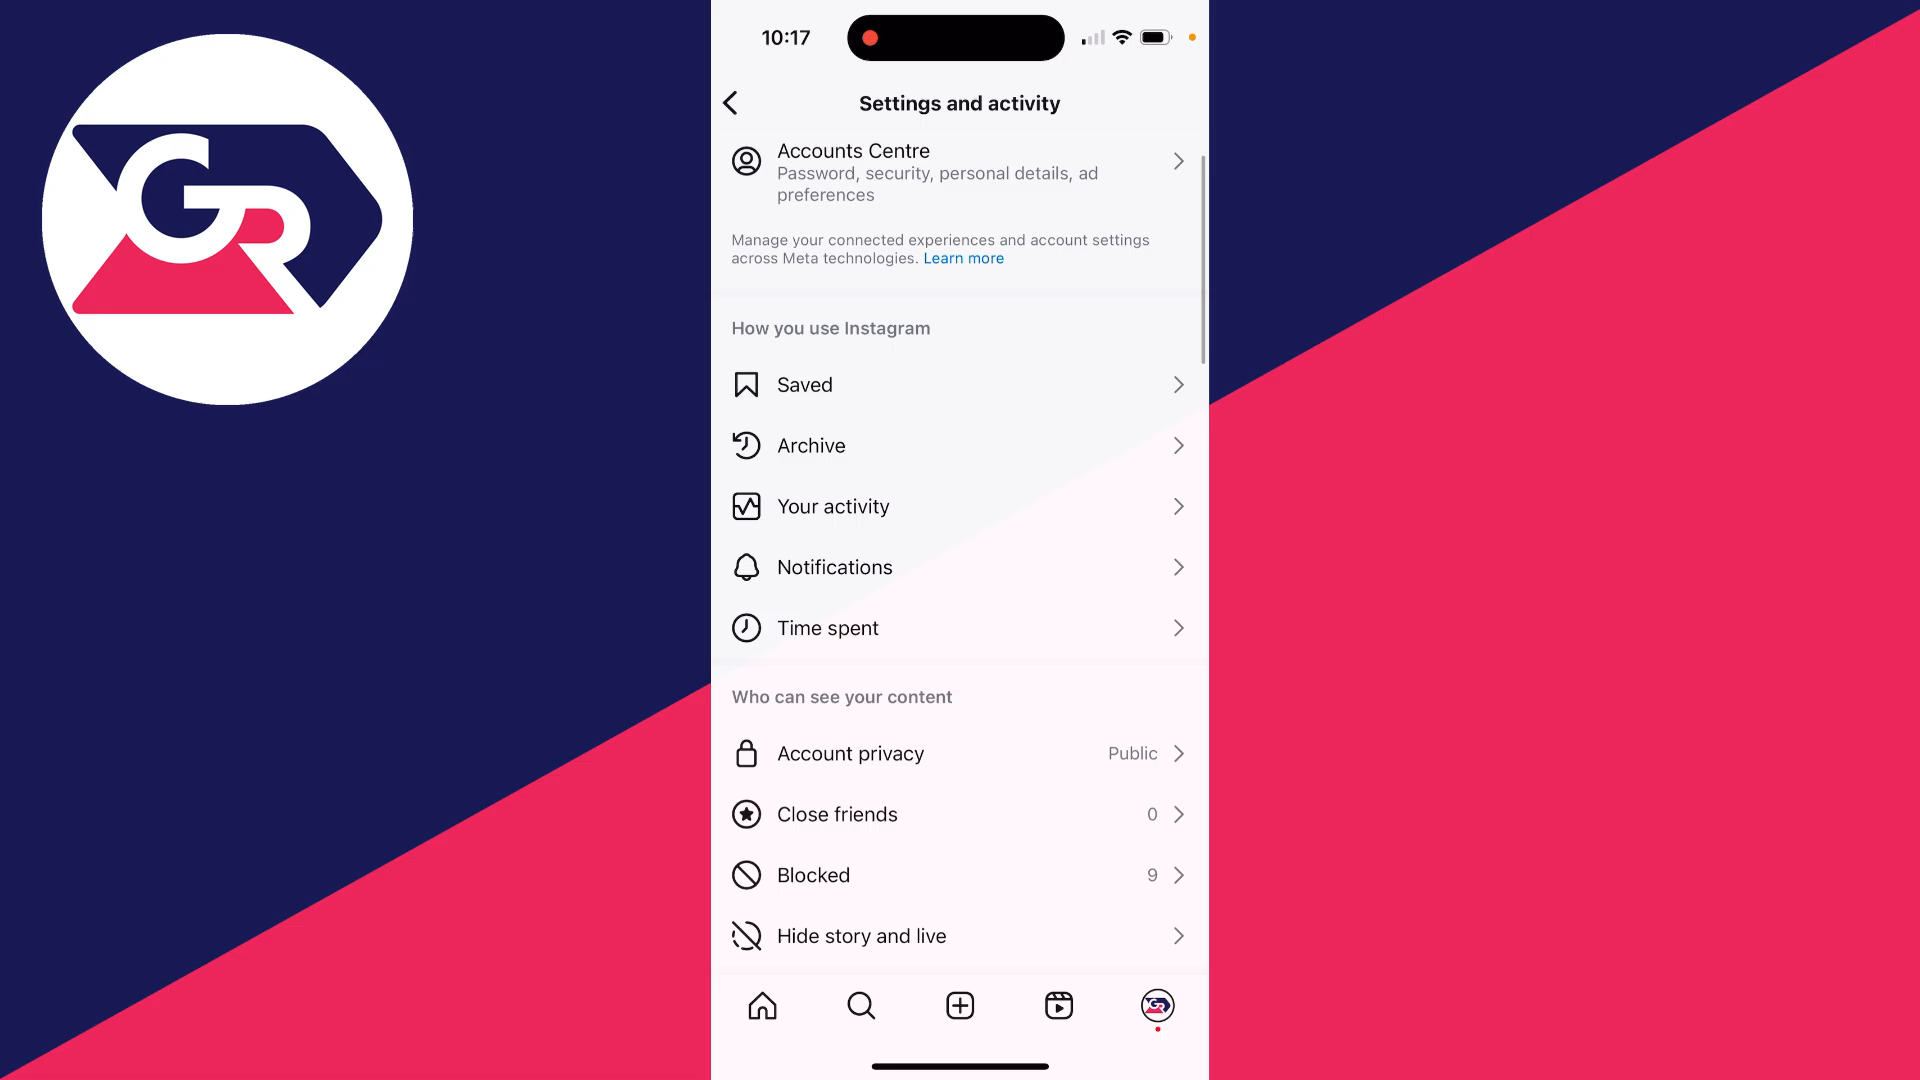 GR
10:17
Settings and activity
Accounts Centre
Password, security, personal details, ad
preferences
Manage your connected experiences and account settings
across Meta technologies. Learn more
How you use Instagram
Saved
Archive
Your activity
Notifications
Time spent
Who can see your content
Account privacy Public
Close friends 0
Blocked 9
Hide story and live
GR